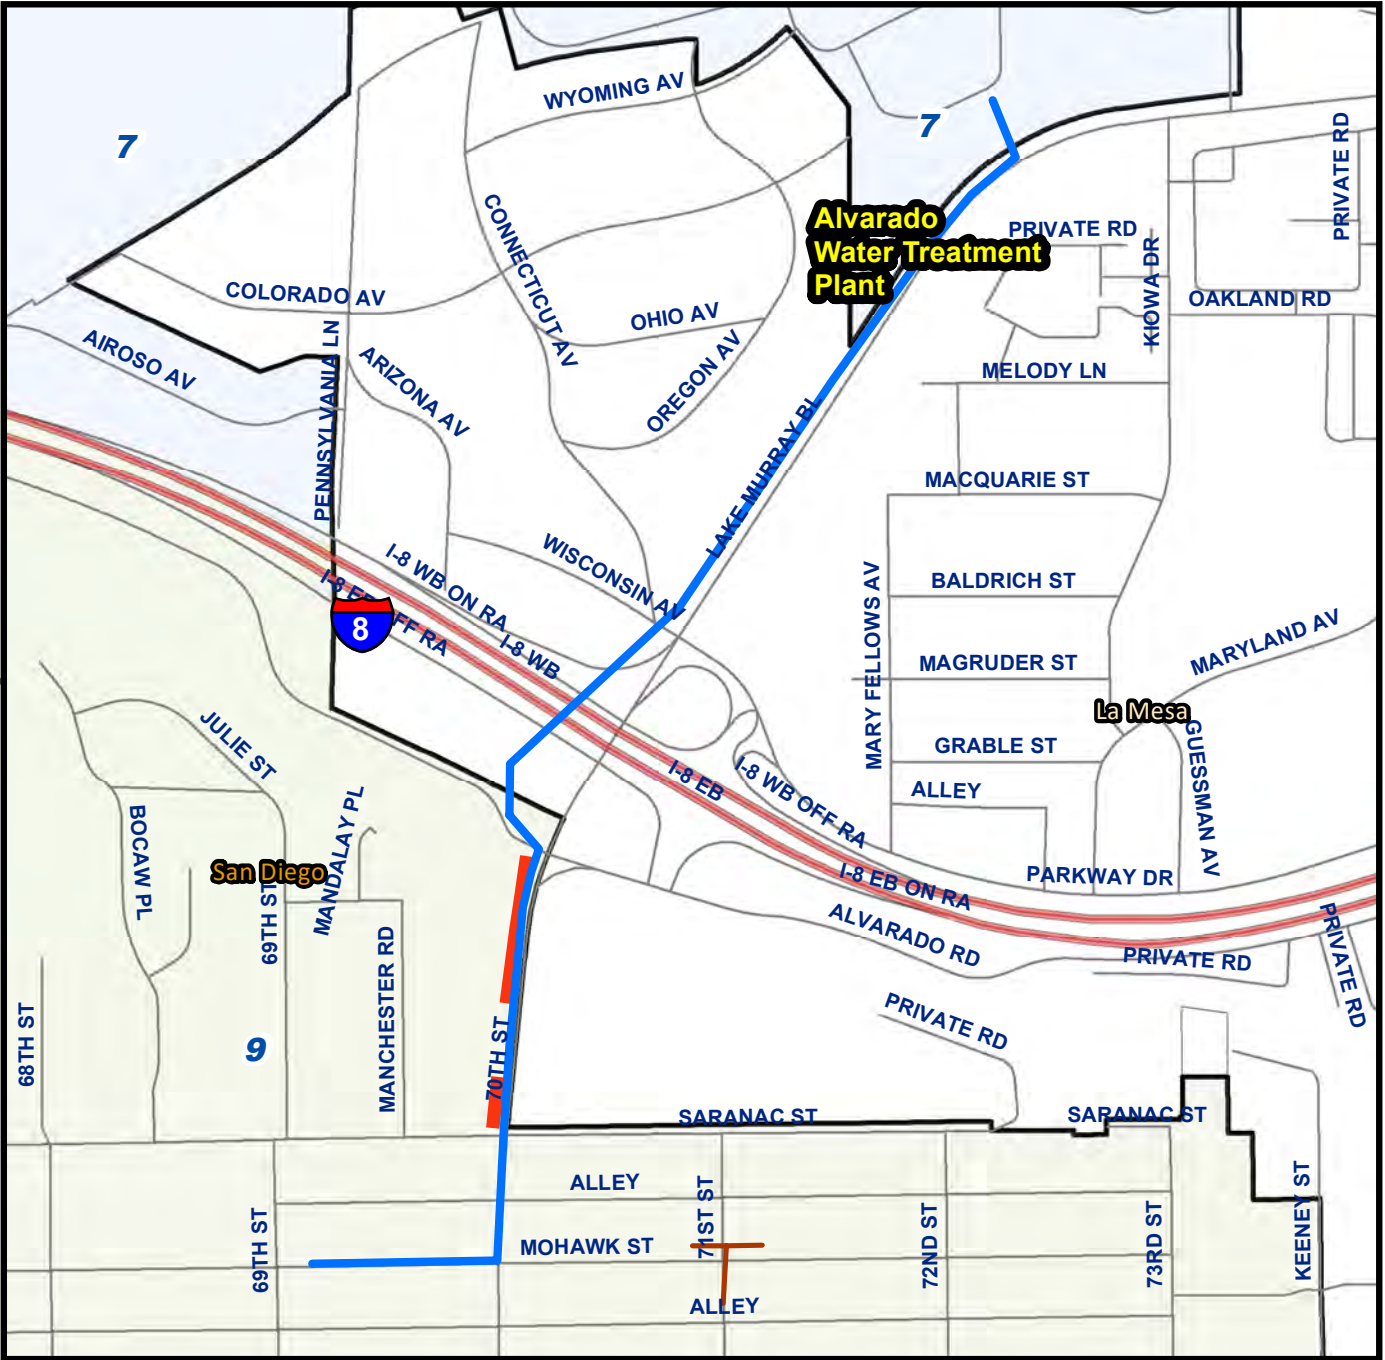 WYOMING AV
7
7
PRIVATE RD
Alvarado
Water Treatment
Plant
PRIVATE RD
CONNECTICUT AV
KIOWA DR
COLORADO AV
OHIO AV
OAKLAND RD
AIROSO AV
PENNSYLVANIA LN
ARIZONA AV
OREGON AV
MELODY LN
LAKE MURRAY BL
MACQUARIE ST
WISCONSIN AV
I-8 WB ON RA
BALDRICH ST
I-8 EB OFF RA
8
I-8 WB
MARY FELLOWS AV
MAGRUDER ST
MARYLAND AV
La Mesa
JULIE ST
GRABLE ST
GUESSMAN AV
I-8 EB
I-8 WB OFF RA
ALLEY
BOCAW PL
MANDALAY PL
San Diego
69TH ST
PARKWAY DR
I-8 EB ON RA
ALVARADO RD
PRIVATE RD
PRIVATE RD
MANCHESTER RD
68TH ST
9
70TH ST
PRIVATE RD
SARANAC ST
SARANAC ST
ALLEY
71ST ST
69TH ST
MOHAWK ST
72ND ST
73RD ST
KEENEY ST
ALLEY